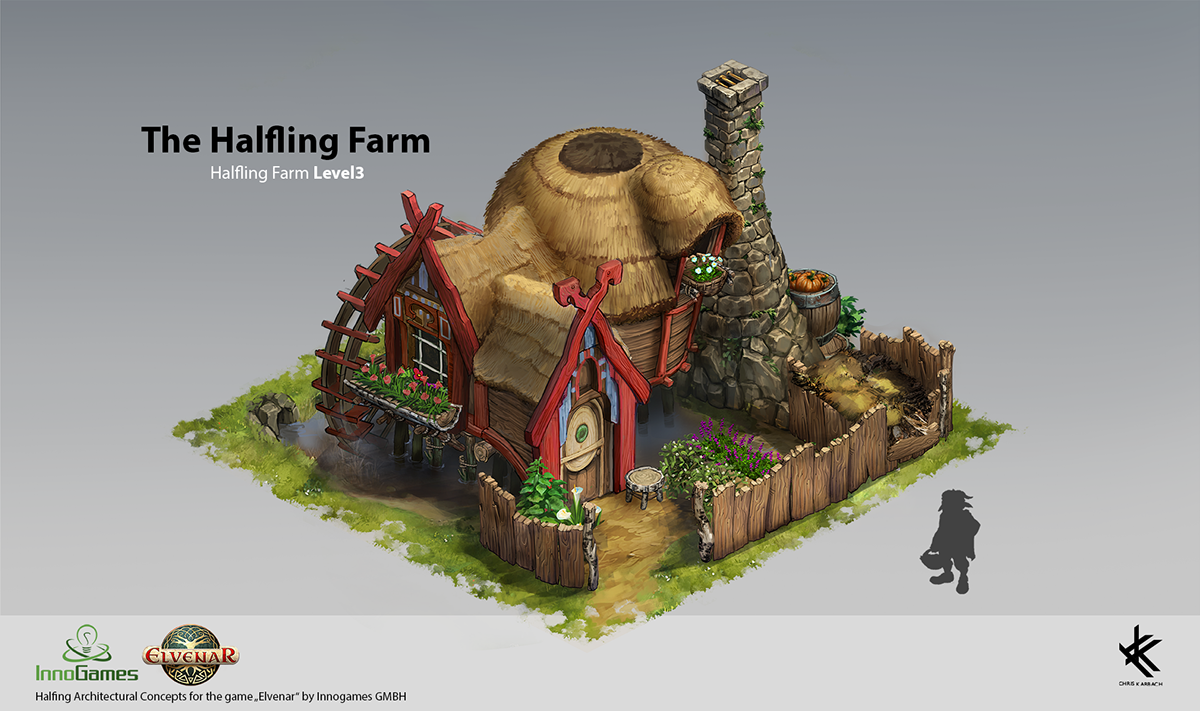 The Halfling Farm
Halfling Farm Level3
InnoGames
ELVENAR
Halfing Architectural Concepts for the game „Elvenar“ by Innogames GMBH
CHRIS KARBACH